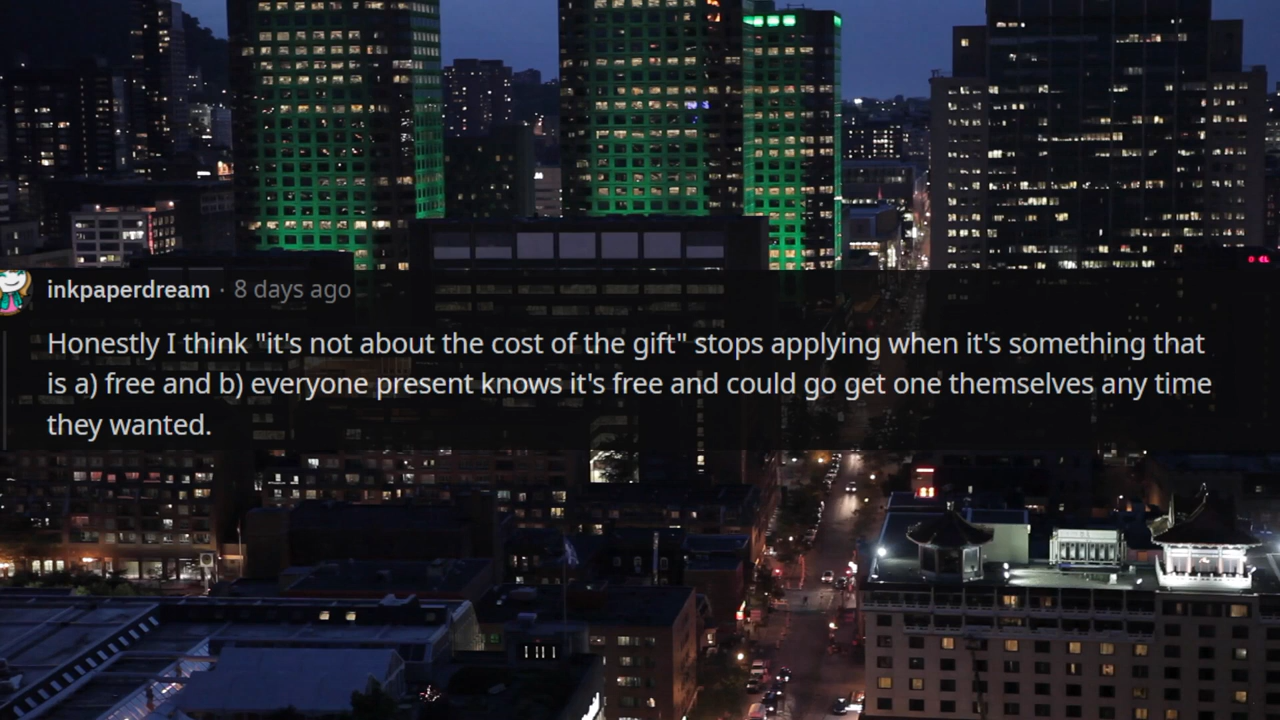 inkpaperdream · 8 days ago
Honestly I think "it's not about the cost of the gift" stops applying when it's something that
is a) free and b) everyone present knows it's free and could go get one themselves any time
they wanted.